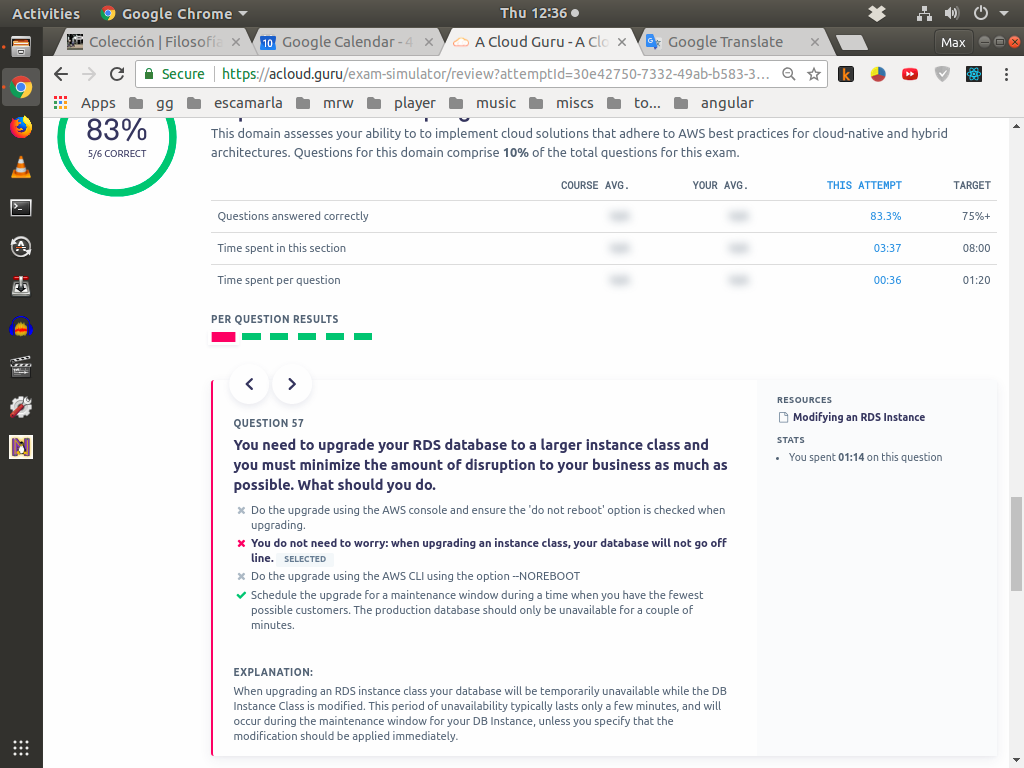 Activities
Google Chrome
Thu 12:36
Colección | Filosofía
10
Google Calendar - 4
A Cloud Guru - A Clo
Google Translate
Max
Secure
https://acloud.guru/exam-simulator/review?attemptId=30e42750-7332-49ab-b583-3...
Apps
gg
escamarla
mrw
player
music
miscs
to...
angular
83%
5/6 CORRECT
This domain assesses your ability to to implement cloud solutions that adhere to AWS best practices for cloud-native and hybrid
architectures. Questions for this domain comprise 10% of the total questions for this exam.
COURSE AVG. YOUR AVG. THIS ATTEMPT TARGET
Questions answered correctly 83.3% 75%+
Time spent in this section 03:37 08:00
Time spent per question 00:36 01:20
PER QUESTION RESULTS
QUESTION 57
You need to upgrade your RDS database to a larger instance class and
you must minimize the amount of disruption to your business as much as
possible. What should you do.
Do the upgrade using the AWS console and ensure the 'do not reboot' option is checked when
upgrading.
You do not need to worry: when upgrading an instance class, your database will not go off
line. SELECTED
Do the upgrade using the AWS CLI using the option --NOREBOOT
Schedule the upgrade for a maintenance window during a time when you have the fewest
possible customers. The production database should only be unavailable for a couple of
minutes.
EXPLANATION:
When upgrading an RDS instance class your database will be temporarily unavailable while the DB
Instance Class is modified. This period of unavailability typically lasts only a few minutes, and will
occur during the maintenance window for your DB Instance, unless you specify that the
modification should be applied immediately.
RESOURCES
Modifying an RDS Instance
STATS
You spent 01:14 on this question